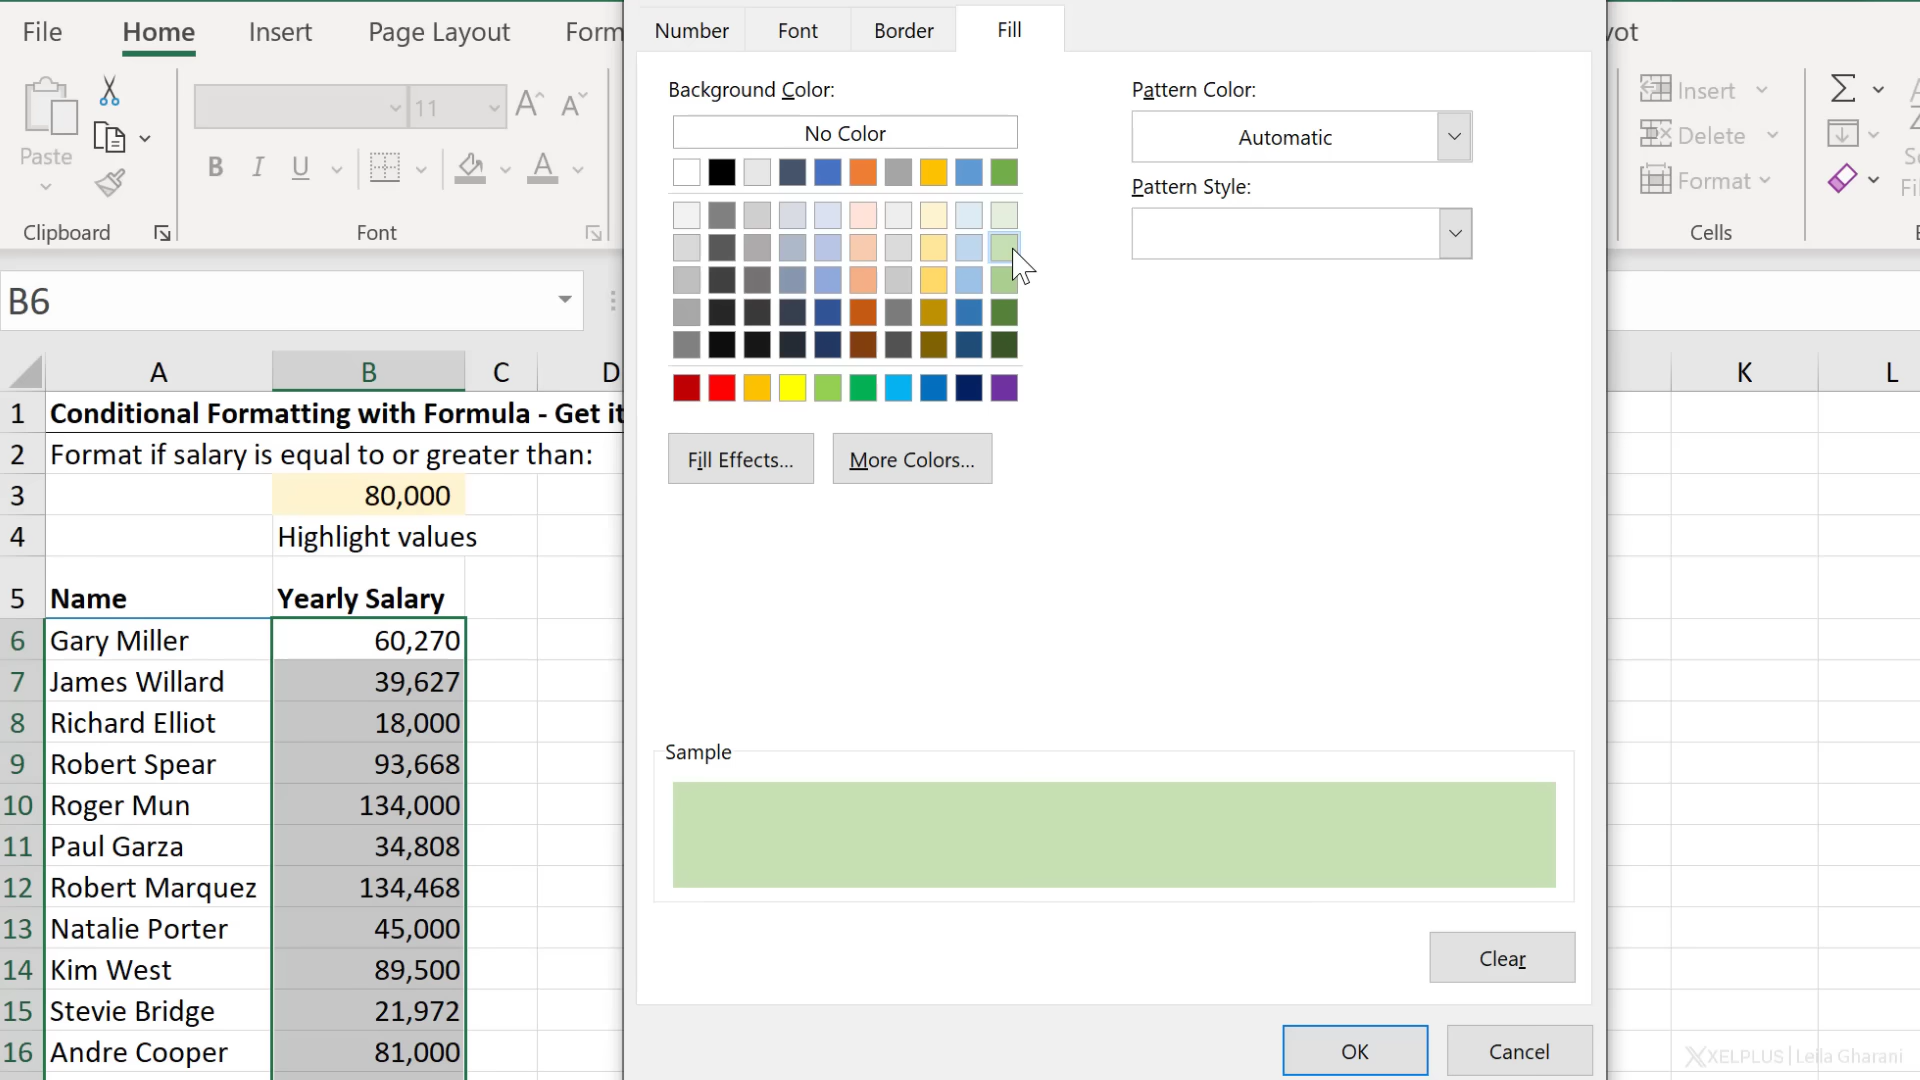 File Home Insert Page Layout Form
Paste
11
B I U A
Clipboard Font
Number Font Border Fill
Background Color:
No Color
Pattern Color:
Automatic
Pattern Style:
Fill Effects...
More Colors...
Sample
Clear
OK
Cancel
vot
Insert
Delete
Format
Cells
B6
A B C D K L
1 Conditional Formatting with Formula - Get it
2 Format if salary is equal to or greater than:
3 80,000
4 Highlight values
5 Name Yearly Salary
6 Gary Miller 60,270
7 James Willard 39,627
8 Richard Elliot 18,000
9 Robert Spear 93,668
10 Roger Mun 134,000
11 Paul Garza 34,808
12 Robert Marquez 134,468
13 Natalie Porter 45,000
14 Kim West 89,500
15 Stevie Bridge 21,972
16 Andre Cooper 81,000
XELPLUS | Leila Gharani